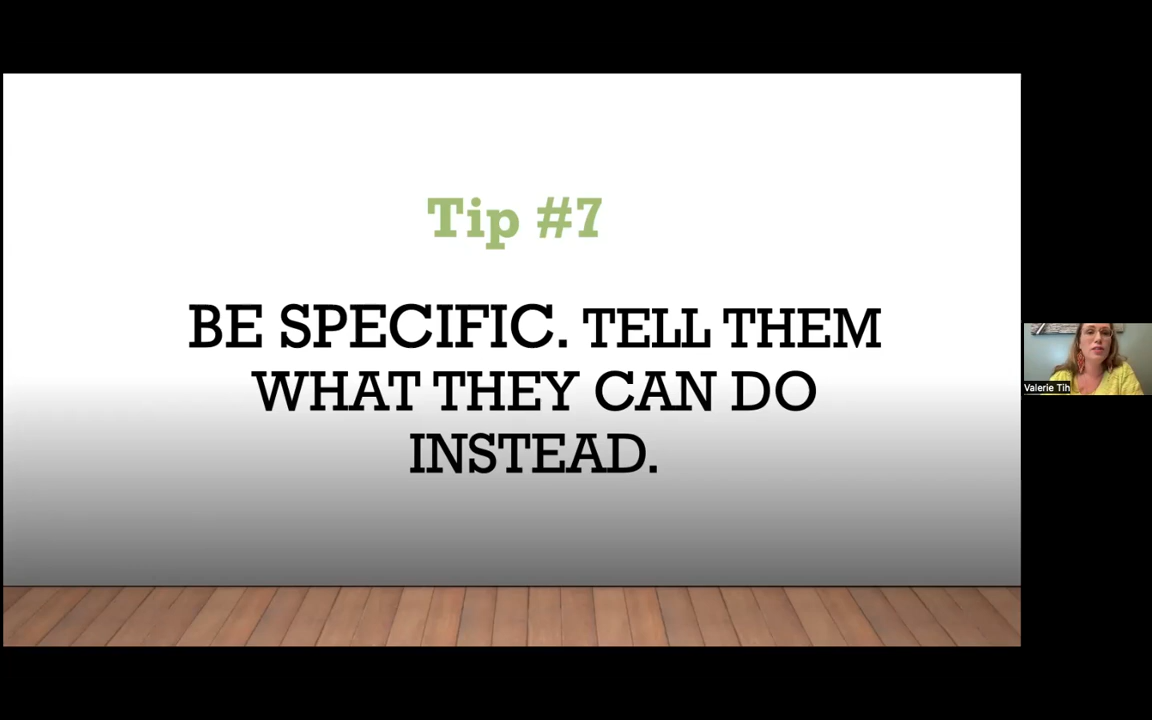 Tip #7
BE SPECIFIC. TELL THEM
WHAT THEY CAN DO
INSTEAD.
Valerie Tih